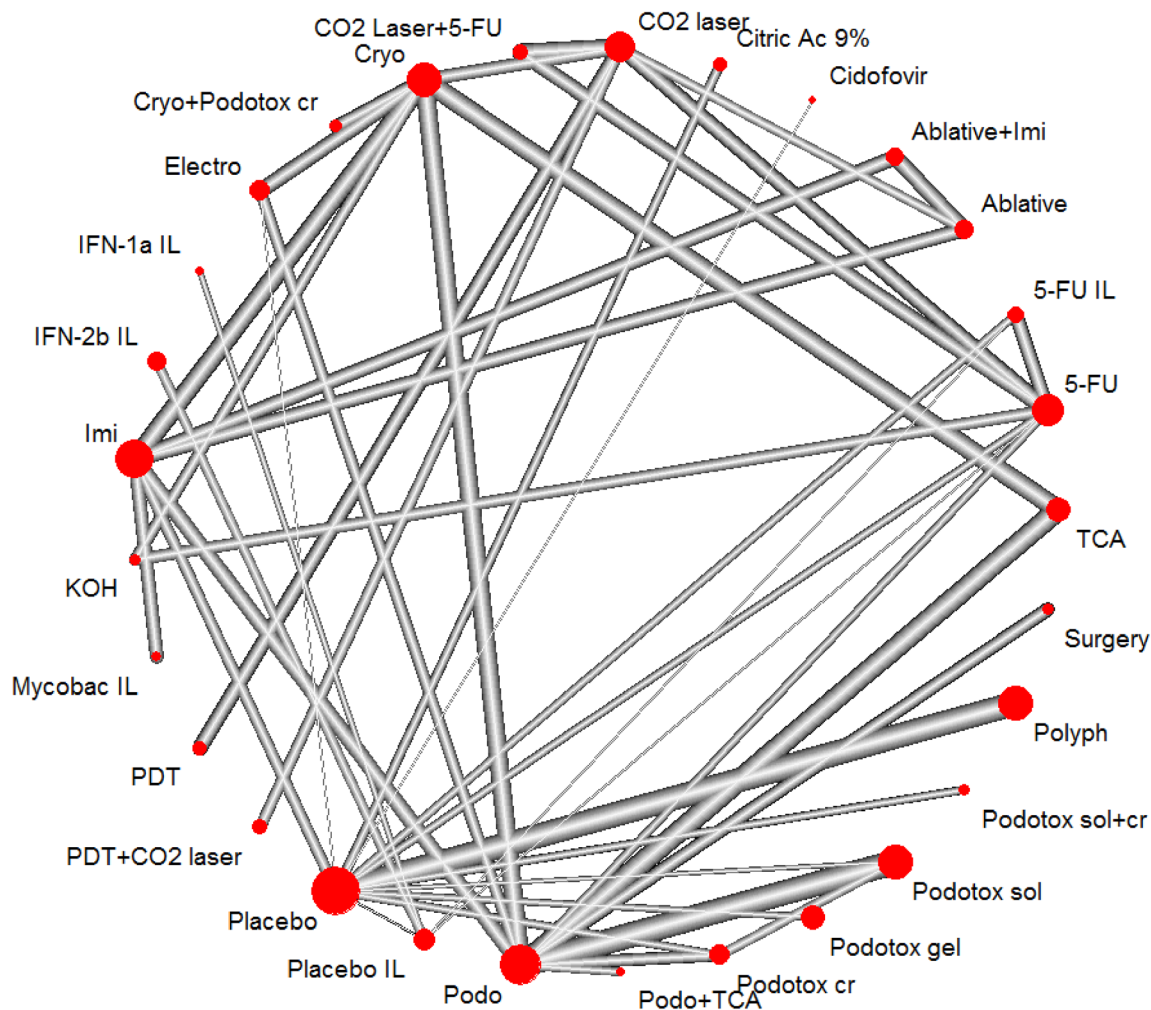 CO2 Laser+5-FU
CO2 laser
Citric Ac 9%
Cryo
Cidofovir
Cryo+Podotox cr
Ablative+Imi
Electro
Ablative
IFN-1a IL
5-FU IL
IFN-2b IL
5-FU
Imi
TCA
KOH
Surgery
Mycobac IL
Polyph
PDT
Podotox sol+cr
PDT+CO2 laser
Podotox sol
Placebo
Podotox gel
Placebo IL
Podotox cr
Podo
Podo+TCA